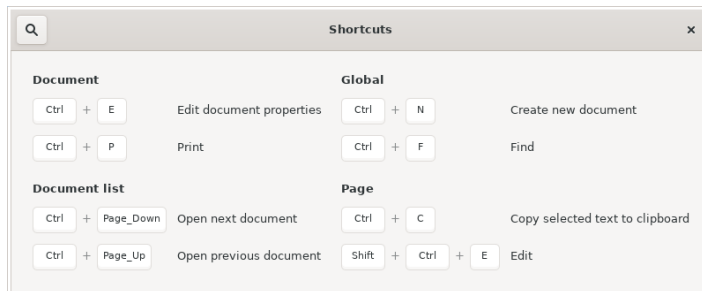 Shortcuts
Document
Ctrl + E Edit document properties
Ctrl + P Print
Document list
Ctrl + Page_Down Open next document
Ctrl + Page_Up Open previous document
Global
Ctrl + N Create new document
Ctrl + F Find
Page
Ctrl + C Copy selected text to clipboard
Shift + Ctrl + E Edit